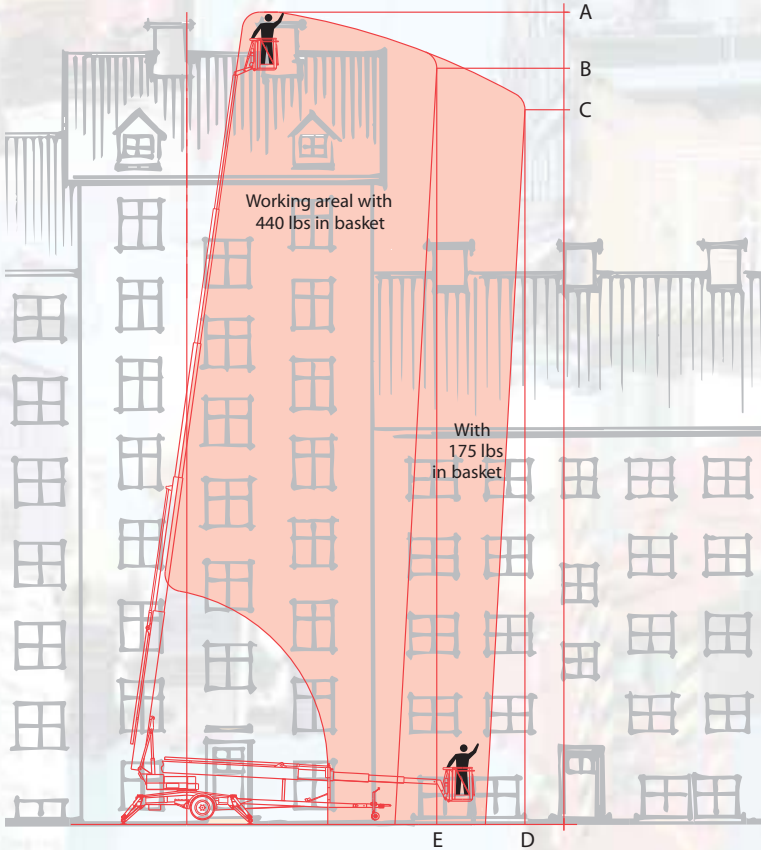 A
B
C
Working areal with
440 lbs in basket
With
175 lbs
in basket
E
D